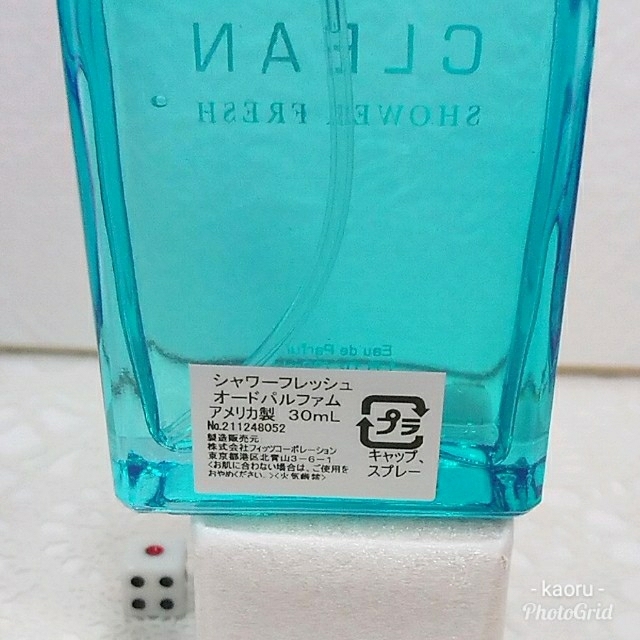 CLEAN
SHOWER FRESH
Eau de Parfum
シャワーフレッシュ
オードパルファム
アメリカ製 30mL
No.211248052
製造販売元
株式会社フィッツコーポレーション
東京都港区北青山3-6-1
<お肌に合わない場合は、ご使用を
おやめください。><火気厳禁>
プラ
キャップ、
スプレー
- kaoru -
PhotoGrid